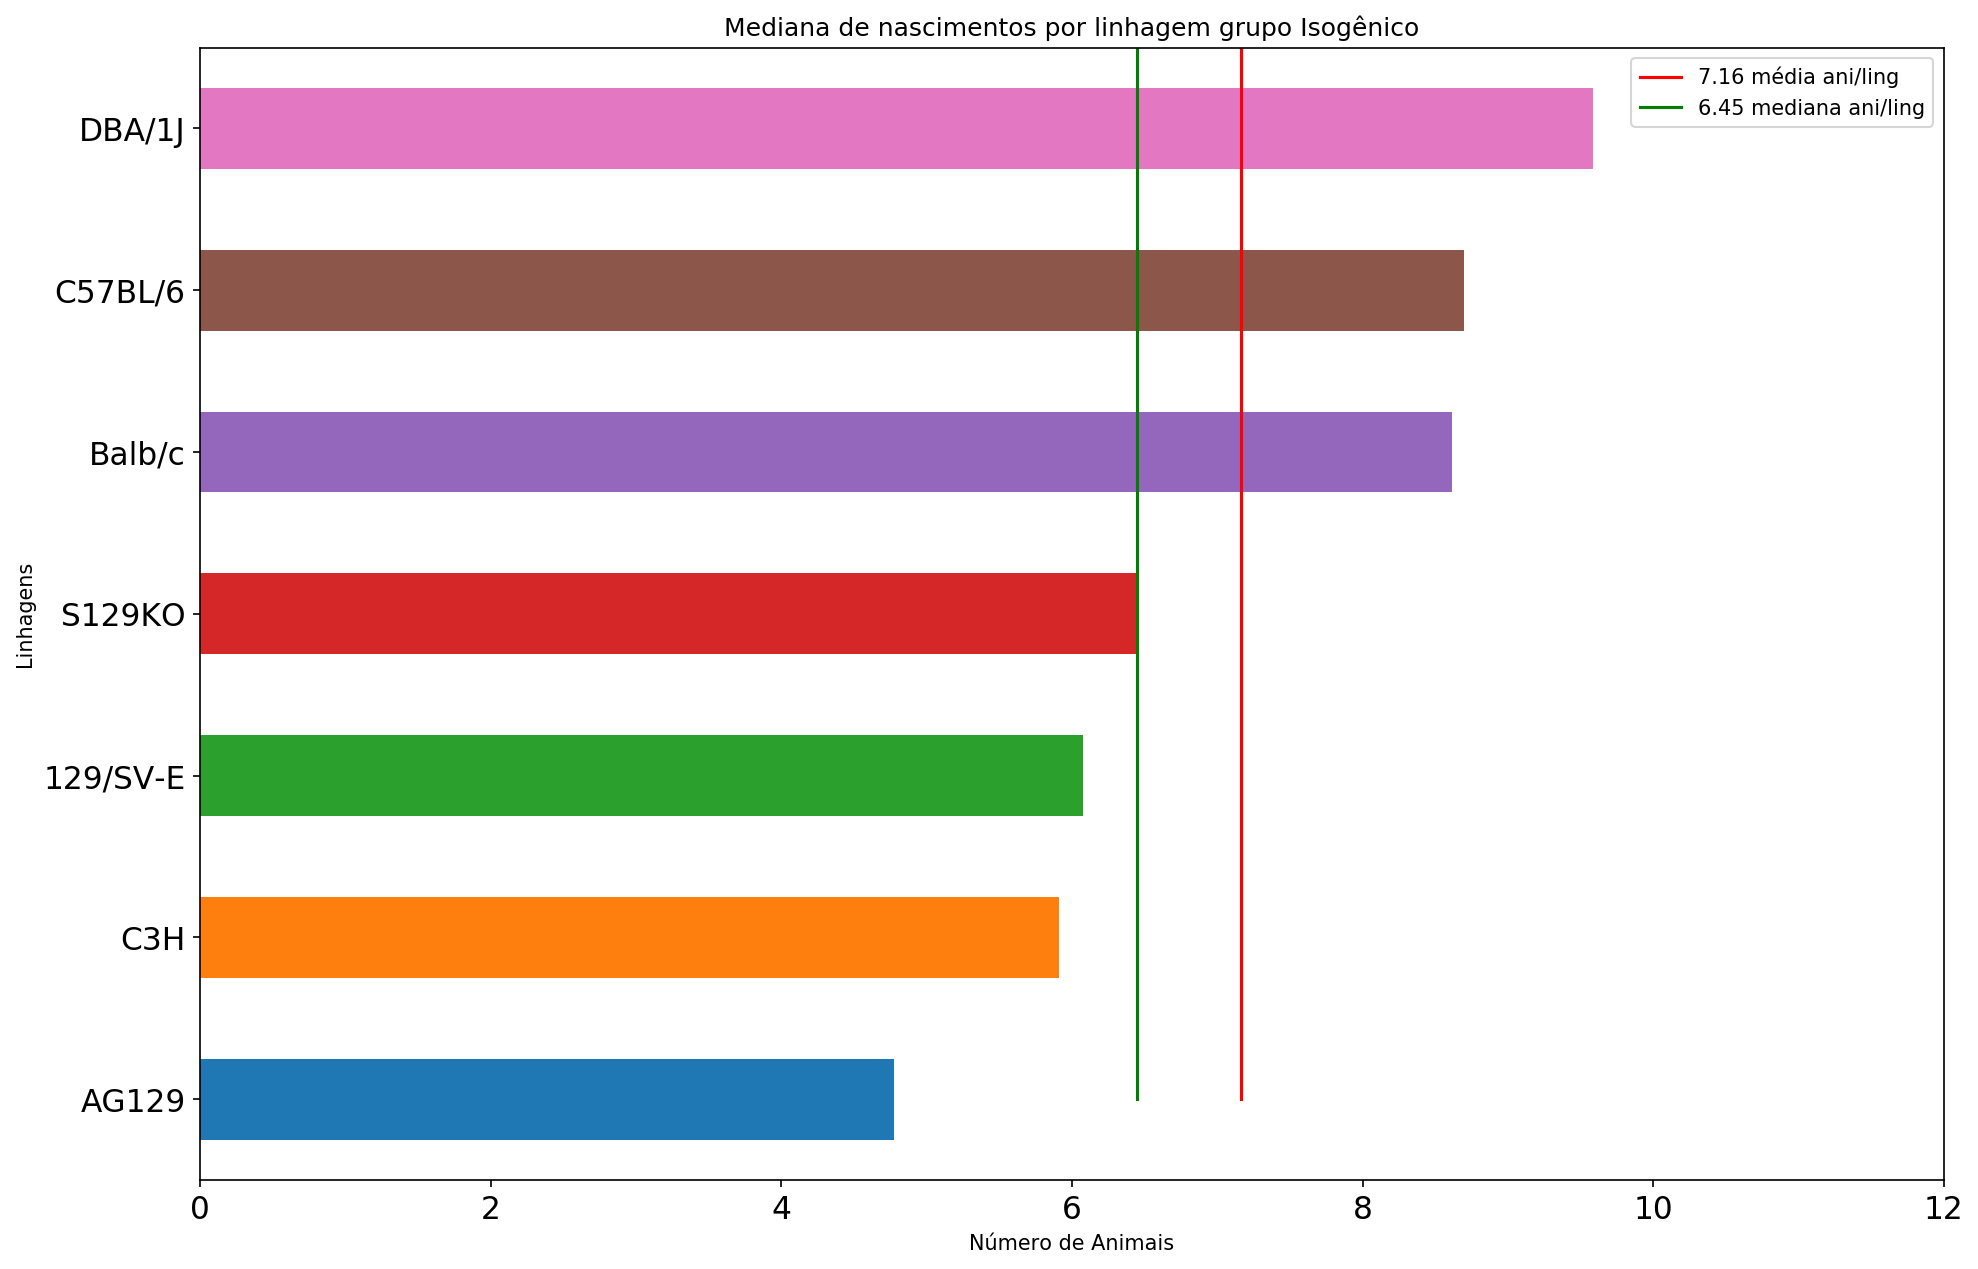 Mediana de nascimentos por linhagem grupo Isogênico
7.16 média ani/ling
6.45 mediana ani/ling
DBA/1J
C57BL/6
Balb/c
S129KO
129/SV-E
C3H
AG129
Linhagens
0 2 4 6 8 10 12
Número de Animais